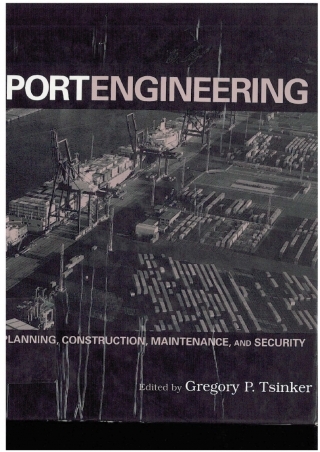 PORTENGINEERING
PLANNING, CONSTRUCTION, MAINTENANCE, AND SECURITY
Edited by Gregory P. Tsinker